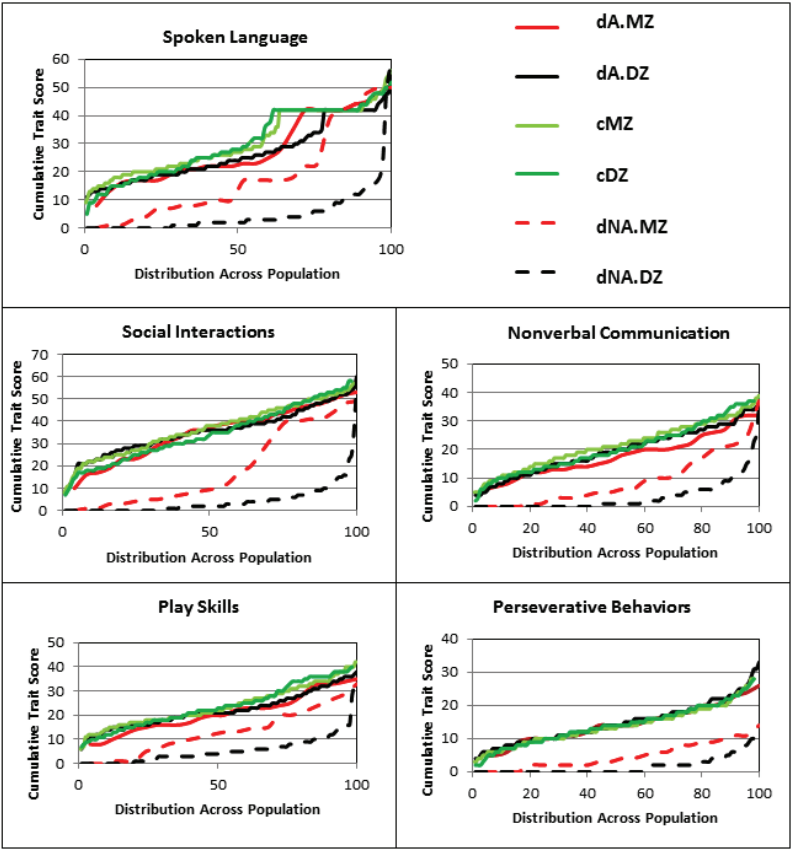 Spoken Language
Cumulative Trait Score
60
50
40
30
20
10
0
0 50 100
Distribution Across Population
dA.MZ
dA.DZ
cMZ
cDZ
dNA.MZ
dNA.DZ
Social Interactions
Cumulative Trait Score
70
60
50
40
30
20
10
0
0 50 100
Distribution Across Population
Nonverbal Communication
Cumulative Trait Score
50
40
30
20
10
0
0 20 40 60 80 100
Distribution Across Population
Play Skills
Cumulative Trait Score
50
40
30
20
10
0
0 50 100
Distribution Across Population
Perseverative Behaviors
Cumulative Trait Score
40
30
20
10
0
0 20 40 60 80 100
Distribution Across Population